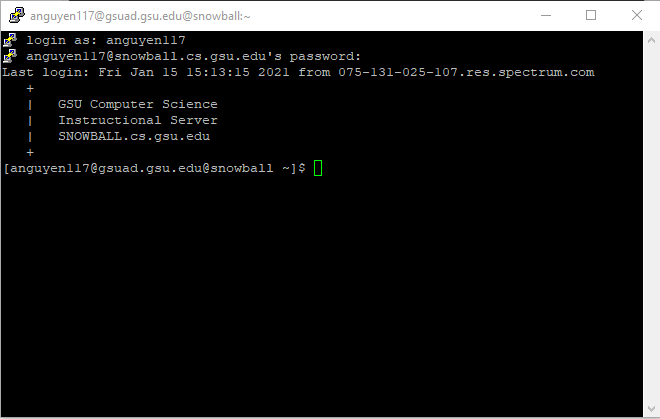 anguyen117@gsuad.gsu.edu@snowball:~
login as: anguyen117
anguyen117@snowball.cs.gsu.edu's password:
Last login: Fri Jan 15 15:13:15 2021 from 075-131-025-107.res.spectrum.com
+
| GSU Computer Science
| Instructional Server
| SNOWBALL.cs.gsu.edu
+
[anguyen117@gsuad.gsu.edu@snowball ~]$